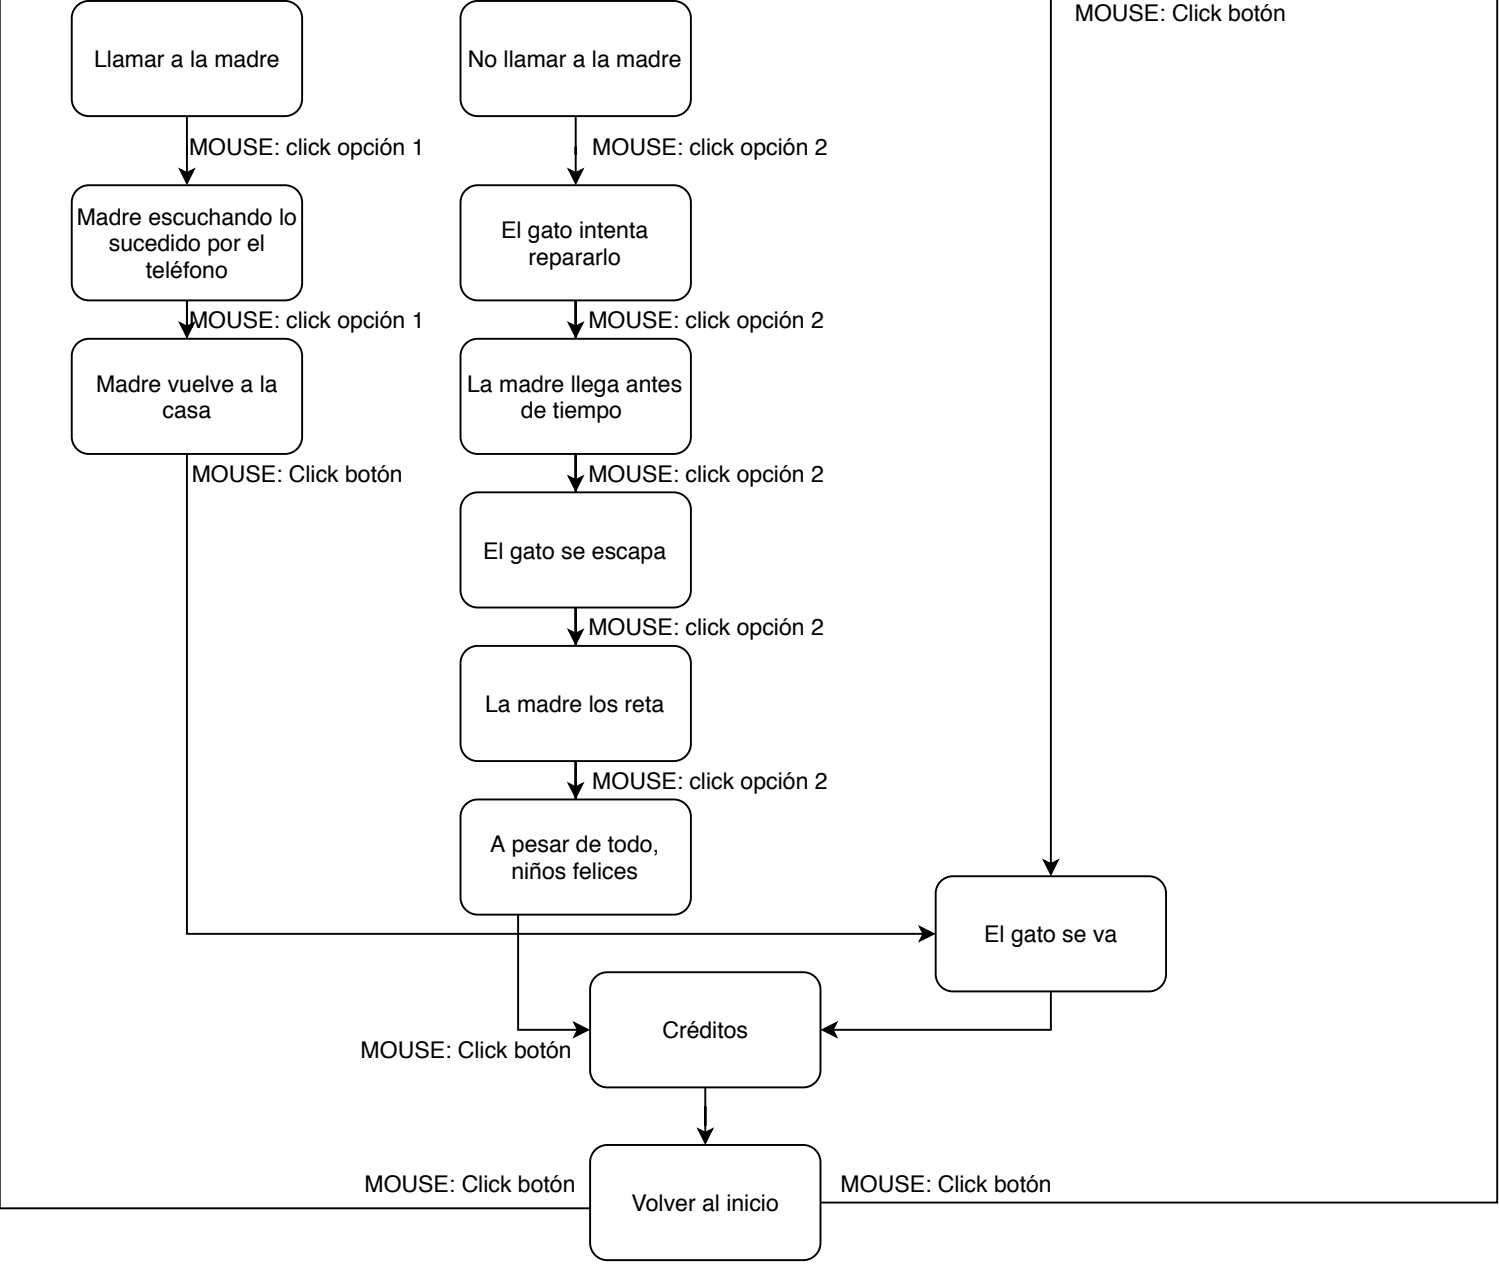 MOUSE: Click botón
Llamar a la madre
No llamar a la madre
MOUSE: click opción 1
MOUSE: click opción 2
Madre escuchando lo
sucedido por el
teléfono
El gato intenta
repararlo
MOUSE: click opción 1
MOUSE: click opción 2
Madre vuelve a la
casa
La madre llega antes
de tiempo
MOUSE: Click botón
MOUSE: click opción 2
El gato se escapa
MOUSE: click opción 2
La madre los reta
MOUSE: click opción 2
A pesar de todo,
niños felices
El gato se va
Créditos
MOUSE: Click botón
MOUSE: Click botón
MOUSE: Click botón
Volver al inicio